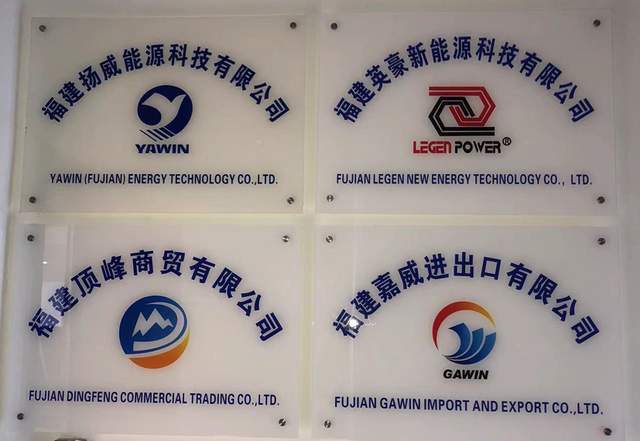 福建扬威能源科技有限公司
YAWIN
YAWIN (FUJIAN) ENERGY TECHNOLOGY CO.,LTD.
福建英豪新能源科技有限公司
LEGEN POWER®
FUJIAN LEGEN NEW ENERGY TECHNOLOGY CO., LTD.
福建顶峰商贸有限公司
FUJIAN DINGFENG COMMERCIAL TRADING CO.,LTD.
福建嘉威进出口有限公司
GAWIN
FUJIAN GAWIN IMPORT AND EXPORT CO.,LTD.